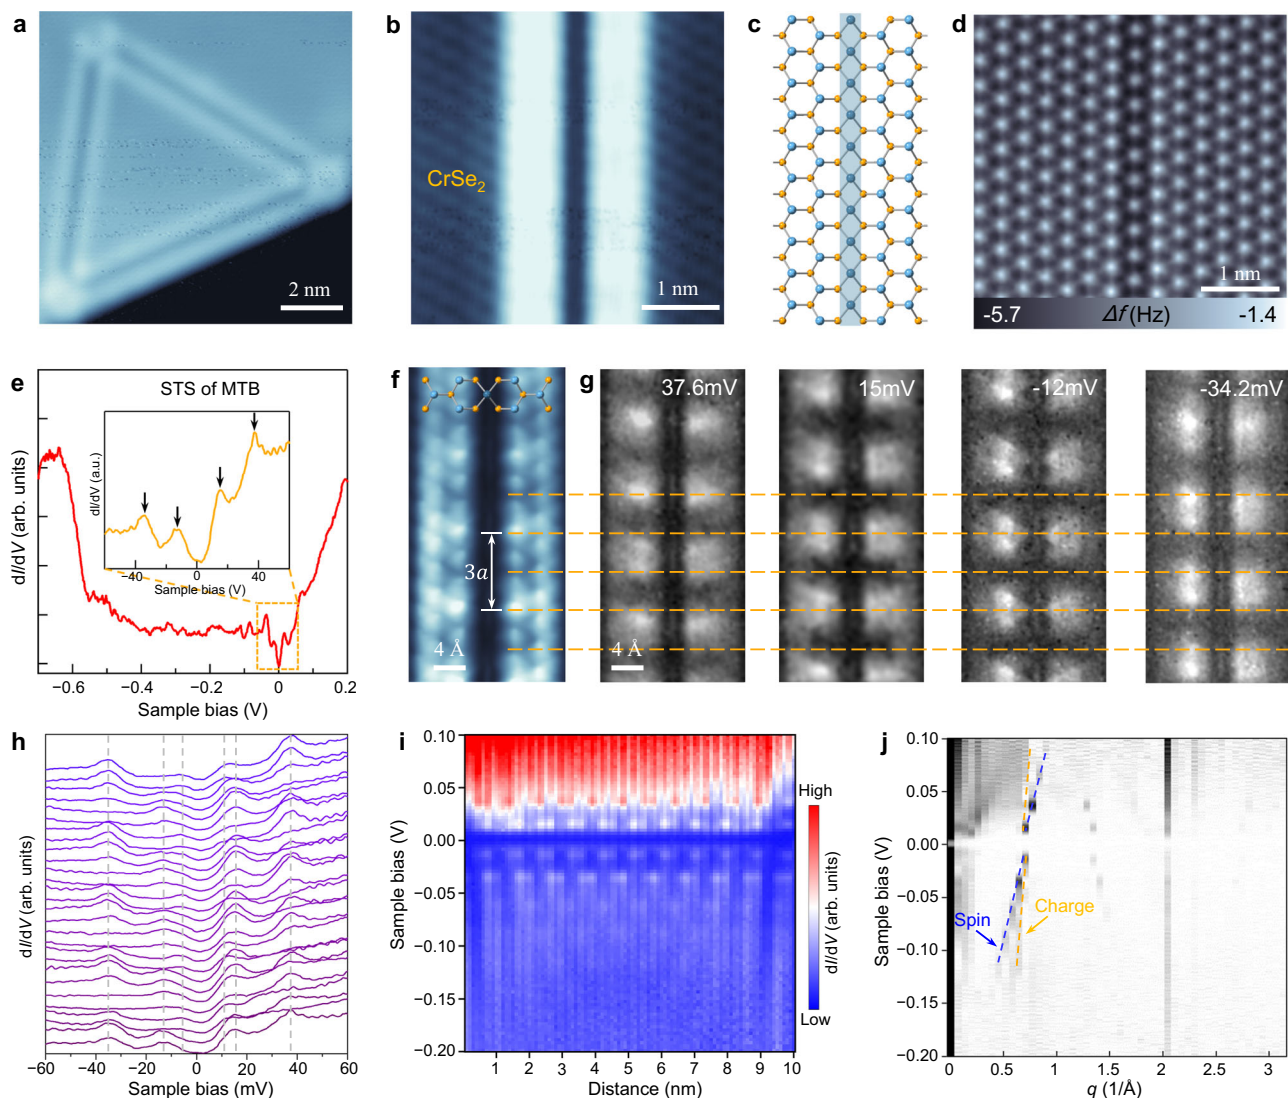 a
2 nm
b
CrSe2
1 nm
c
d
1 nm
-5.7 Δf (Hz) -1.4
e
STS of MTB
dI/dV (arb. units)
dI/dV (a.u.)
−40 −20 0 40
Sample bias (V)
−0.6 −0.4 −0.2 0 0.2
Sample bias (V)
f
3a
4 Å
g
37.6mV
15mV
-12mV
-34.2mV
4 Å
h
dI/dV (arb. units)
−60 −40 −20 0 20 40 60
Sample bias (mV)
i
Sample bias (V)
0.10
0.05
0.00
−0.05
−0.10
−0.15
−0.20
1 2 3 4 5 6 7 8 9 10
Distance (nm)
High
dI/dV (arb. units)
Low
j
Sample bias (V)
0.10
0.05
0.00
−0.05
−0.10
−0.15
−0.20
Spin
Charge
0 0.5 1 1.5 2 2.5 3
q (1/Å)